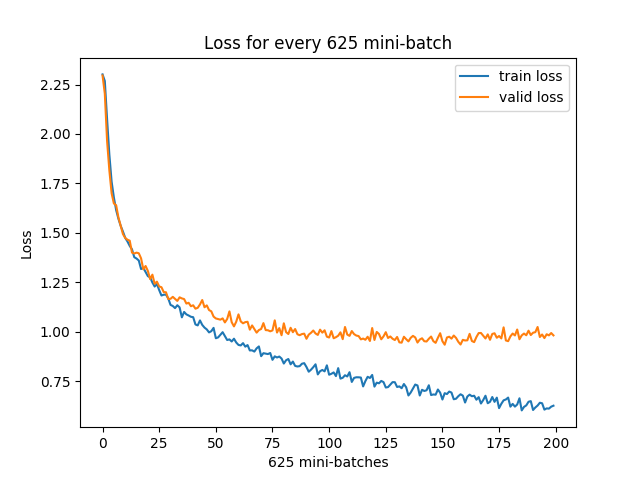 Loss for every 625 mini-batch
train loss
valid loss
2.25
2.00
1.75
1.50
1.25
1.00
0.75
Loss
0 25 50 75 100 125 150 175 200
625 mini-batches